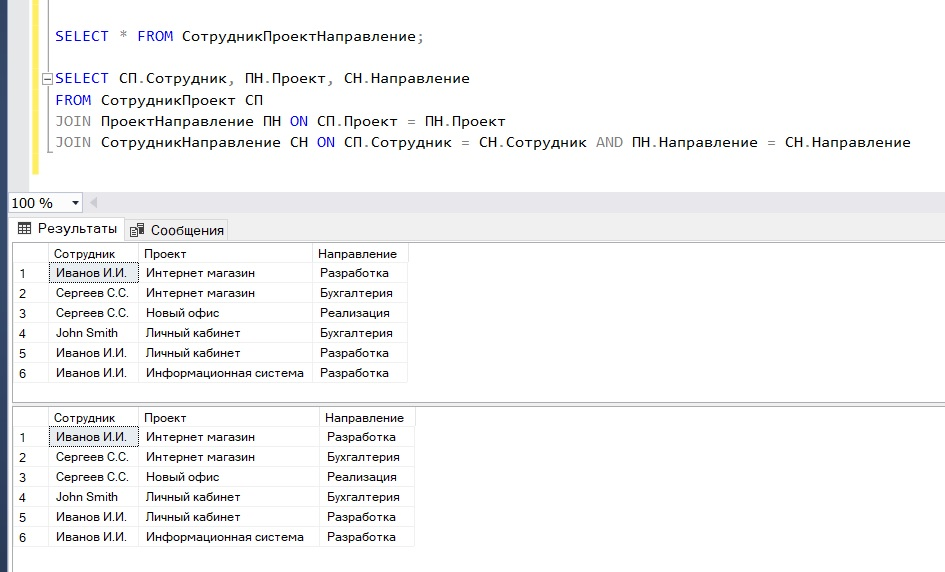 SELECT * FROM СотрудникПроектНаправление;
SELECT СП.Сотрудник, ПН.Проект, СН.Направление
FROM СотрудникПроект СП
JOIN ПроектНаправление ПН ON СП.Проект = ПН.Проект
JOIN СотрудникНаправление СН ON СП.Сотрудник = СН.Сотрудник AND ПН.Направление = СН.Направление
100 %
Результаты Сообщения
Сотрудник Проект Направление
1 Иванов И.И. Интернет магазин Разработка
2 Сергеев С.С. Интернет магазин Бухгалтерия
3 Сергеев С.С. Новый офис Реализация
4 John Smith Личный кабинет Бухгалтерия
5 Иванов И.И. Личный кабинет Разработка
6 Иванов И.И. Информационная система Разработка
Сотрудник Проект Направление
1 Иванов И.И. Интернет магазин Разработка
2 Сергеев С.С. Интернет магазин Бухгалтерия
3 Сергеев С.С. Новый офис Реализация
4 John Smith Личный кабинет Бухгалтерия
5 Иванов И.И. Личный кабинет Разработка
6 Иванов И.И. Информационная система Разработка